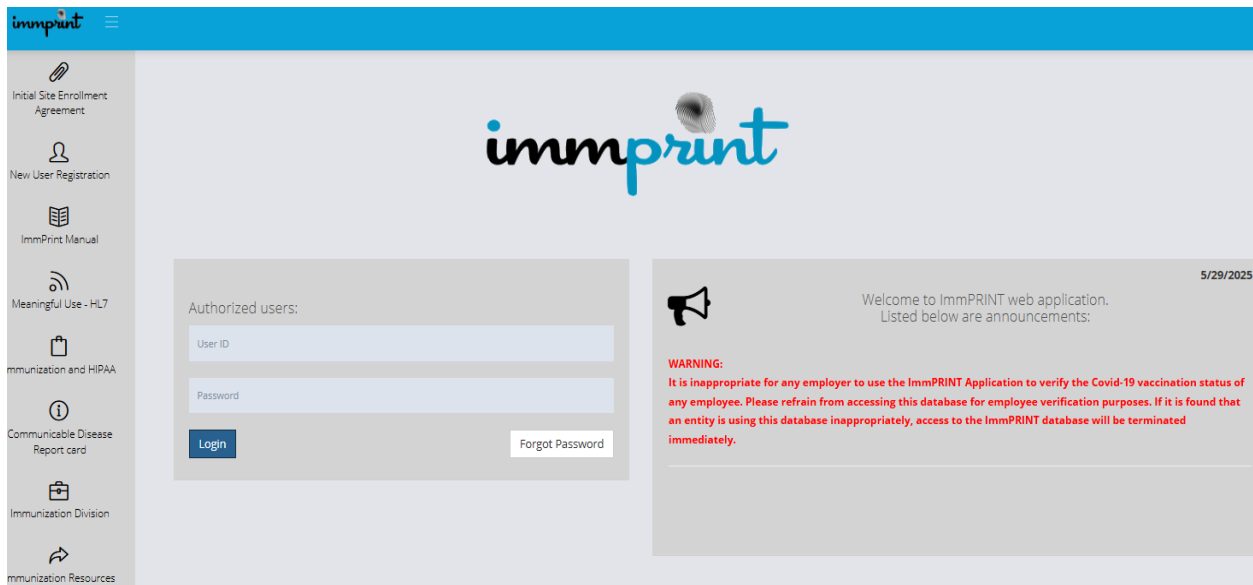 immprint
Initial Site Enrollment
Agreement
New User Registration
ImmPrint Manual
Meaningful Use - HL7
mmunization and HIPAA
Communicable Disease
Report card
Immunization Division
mmunization Resources
immprint
Authorized users:
User ID
Password
Login
Forgot Password
5/29/2025
Welcome to ImmPRINT web application.
Listed below are announcements:
WARNING:
It is inappropriate for any employer to use the ImmPRINT Application to verify the Covid-19 vaccination status of
any employee. Please refrain from accessing this database for employee verification purposes. If it is found that
an entity is using this database inappropriately, access to the ImmPRINT database will be terminated
immediately.